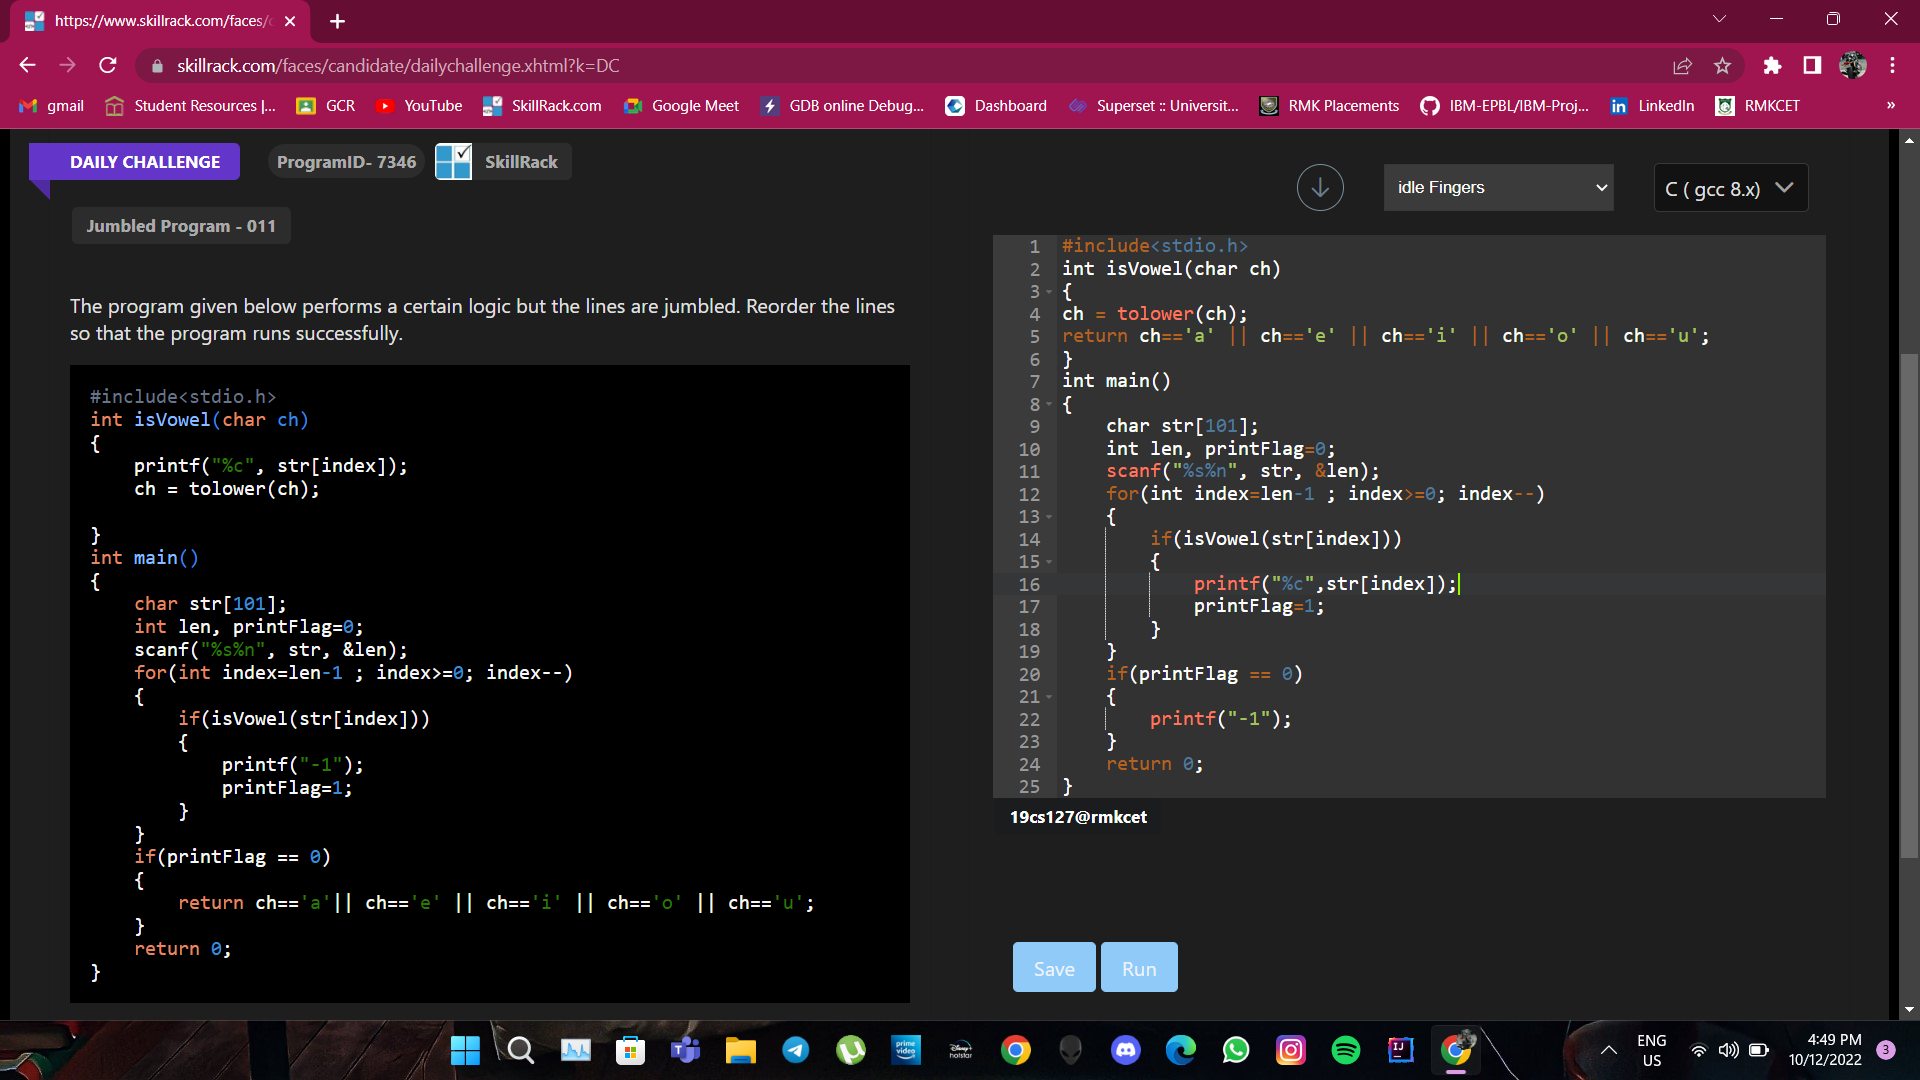 https://www.skillrack.com/faces/c
skillrack.com/faces/candidate/dailychallenge.xhtml?k=DC
gmail
Student Resources |...
GCR
YouTube
SkillRack.com
Google Meet
GDB online Debug...
Dashboard
Superset :: Universit...
RMK Placements
IBM-EPBL/IBM-Proj...
LinkedIn
RMKCET
»
DAILY CHALLENGE
ProgramID- 7346
SkillRack
Jumbled Program - 011
The program given below performs a certain logic but the lines are jumbled. Reorder the lines
so that the program runs successfully.
#include<stdio.h>
int isVowel(char ch)
{
    printf("%c", str[index]);
    ch = tolower(ch);

}
int main()
{
    char str[101];
    int len, printFlag=0;
    scanf("%s%n", str, &len);
    for(int index=len-1 ; index>=0; index--)
    {
        if(isVowel(str[index]))
        {
            printf("-1");
            printFlag=1;
        }
    }
    if(printFlag == 0)
    {
        return ch=='a'|| ch=='e' || ch=='i' || ch=='o' || ch=='u';
    }
    return 0;
}
idle Fingers
C ( gcc 8.x)
1 #include<stdio.h>
2 int isVowel(char ch)
3 {
4 ch = tolower(ch);
5 return ch=='a' || ch=='e' || ch=='i' || ch=='o' || ch=='u';
6 }
7 int main()
8 {
9     char str[101];
10     int len, printFlag=0;
11     scanf("%s%n", str, &len);
12     for(int index=len-1 ; index>=0; index--)
13     {
14         if(isVowel(str[index]))
15         {
16             printf("%c",str[index]);
17             printFlag=1;
18         }
19     }
20     if(printFlag == 0)
21     {
22         printf("-1");
23     }
24     return 0;
25 }
19cs127@rmkcet
Save
Run
prime video
Disney+ hotstar
IJ
ENG
US
4:49 PM
10/12/2022
3